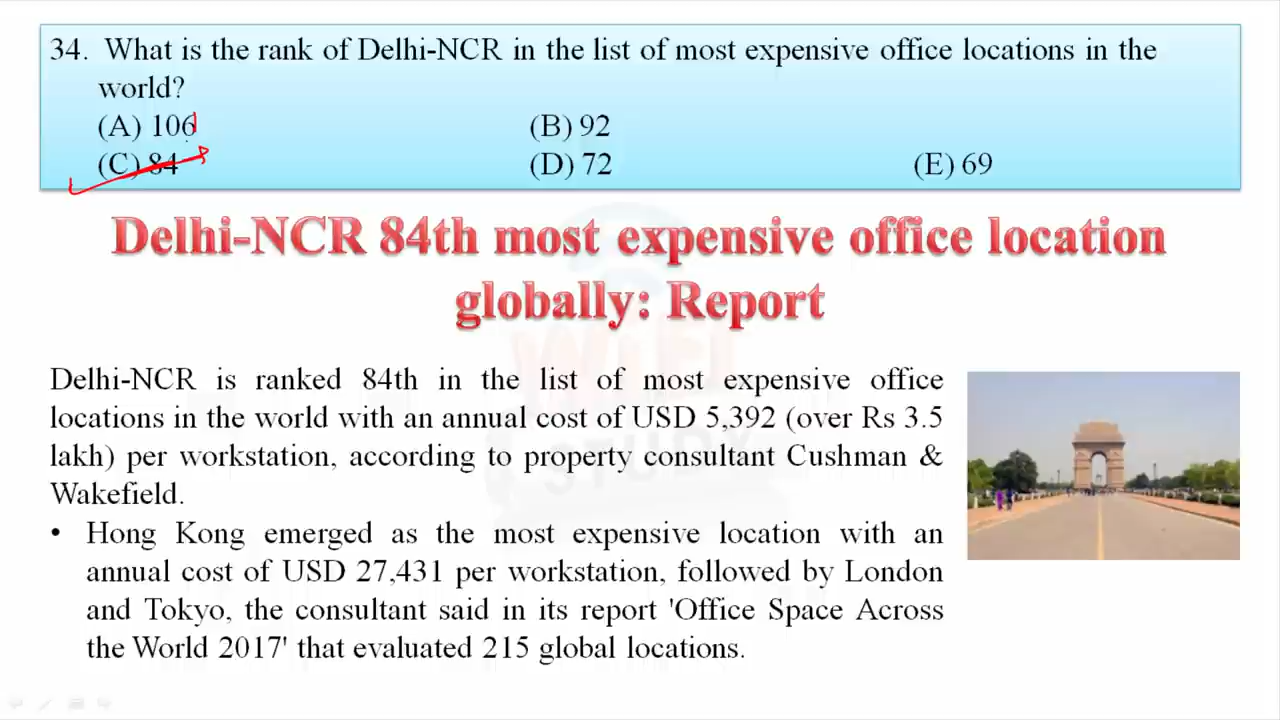 34. What is the rank of Delhi-NCR in the list of most expensive office locations in the
world?
(A) 106 (B) 92
(C) 84 (D) 72 (E) 69
Delhi-NCR 84th most expensive office location
globally: Report
Delhi-NCR is ranked 84th in the list of most expensive office
locations in the world with an annual cost of USD 5,392 (over Rs 3.5
lakh) per workstation, according to property consultant Cushman &
Wakefield.
• Hong Kong emerged as the most expensive location with an
annual cost of USD 27,431 per workstation, followed by London
and Tokyo, the consultant said in its report 'Office Space Across
the World 2017' that evaluated 215 global locations.
STUDY